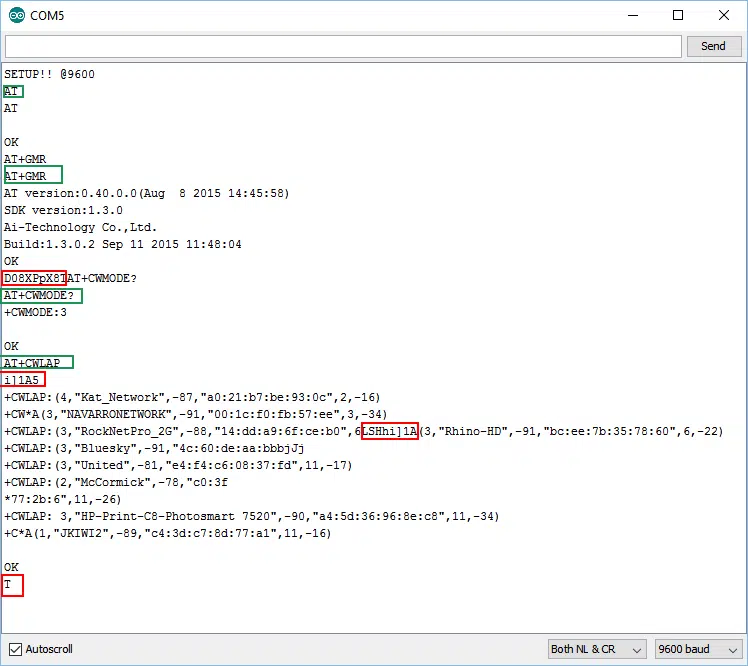 COM5
Send
SETUP!! @9600
AT
AT

OK
AT+GMR
AT+GMR
AT version:0.40.0.0(Aug  8 2015 14:45:58)
SDK version:1.3.0
Ai-Technology Co.,Ltd.
Build:1.3.0.2 Sep 11 2015 11:48:04
OK
D08XPpX8TAT+CWMODE?
AT+CWMODE?
+CWMODE:3

OK
AT+CWLAP
i]1A5
+CWLAP:(4,"Kat_Network",-87,"a0:21:b7:be:93:0c",2,-16)
+CW*A(3,"NAVARRONETWORK",-91,"00:1c:f0:fb:57:ee",3,-34)
+CWLAP:(3,"RockNetPro_2G",-88,"14:dd:a9:6f:ce:b0",6LSHhi]1A(3,"Rhino-HD",-91,"bc:ee:7b:35:78:60",6,-22)
+CWLAP:(3,"Bluesky",-91,"4c:60:de:aa:bbbjJj
+CWLAP:(3,"United",-81,"e4:f4:c6:08:37:fd",11,-17)
+CWLAP:(2,"McCormick",-78,"c0:3f
*77:2b:6",11,-26)
+CWLAP: 3,"HP-Print-C8-Photosmart 7520",-90,"a4:5d:36:96:8e:c8",11,-34)
+C*A(1,"JKIWI2",-89,"c4:3d:c7:8d:77:a1",11,-16)

OK
T
Autoscroll
Both NL & CR
9600 baud